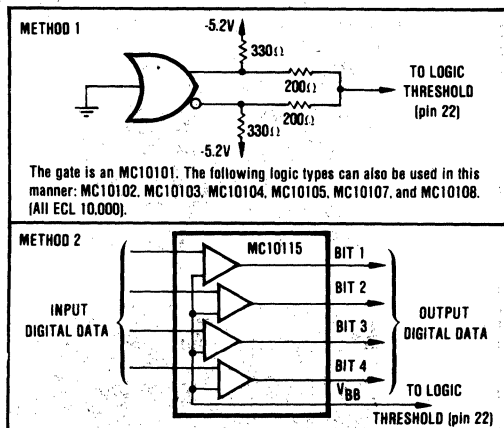 METHOD 1
-5.2V
330Ω
200Ω
TO LOGIC
THRESHOLD
(pin 22)
200Ω
330Ω
-5.2V
The gate is an MC10101. The following logic types can also be used in this
manner: MC10102, MC10103, MC10104, MC10105, MC10107, and MC10108.
(All ECL 10,000).
METHOD 2
MC10115
BIT 1
BIT 2
INPUT
DIGITAL DATA
OUTPUT
DIGITAL DATA
BIT 3
BIT 4
VBB
TO LOGIC
THRESHOLD (pin 22)